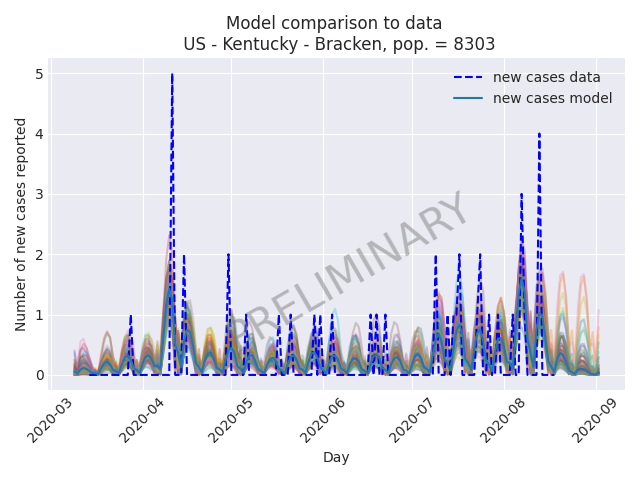 Model comparison to data
US - Kentucky - Bracken, pop. = 8303
Number of new cases reported
5
4
3
2
1
0
new cases data
new cases model
PRELIMINARY
2020-03
2020-04
2020-05
2020-06
2020-07
2020-08
2020-09
Day